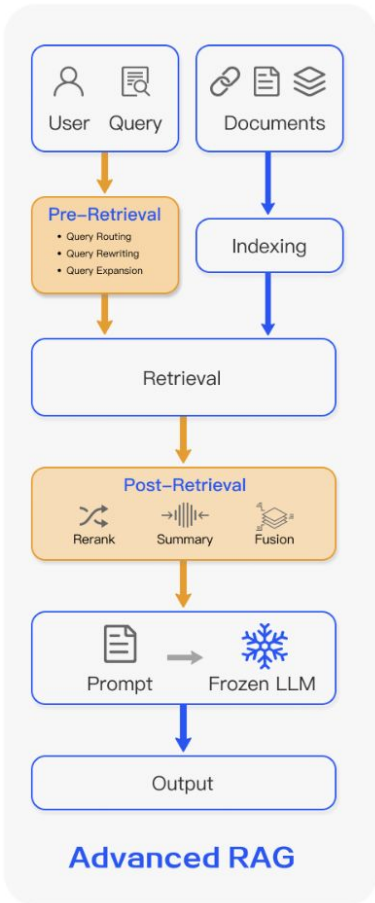 User Query
Documents
Pre-Retrieval
• Query Routing
• Query Rewriting
• Query Expansion
Indexing
Retrieval
Post-Retrieval
Rerank Summary Fusion
Prompt Frozen LLM
Output
Advanced RAG